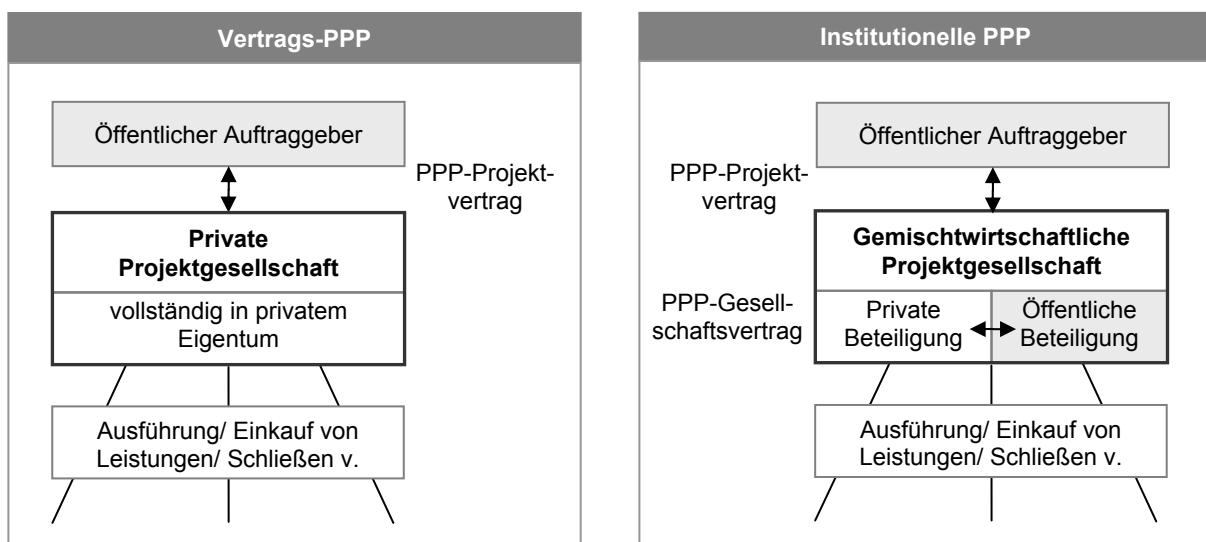 Vertrags-PPP
Öffentlicher Auftraggeber
PPP-Projekt-
vertrag
Private
Projektgesellschaft
vollständig in privatem
Eigentum
Ausführung/ Einkauf von
Leistungen/ Schließen v.
Institutionelle PPP
Öffentlicher Auftraggeber
PPP-Projekt-
vertrag
Gemischtwirtschaftliche
Projektgesellschaft
PPP-Gesell-
schaftsvertrag
Private
Beteiligung
Öffentliche
Beteiligung
Ausführung/ Einkauf von
Leistungen/ Schließen v.